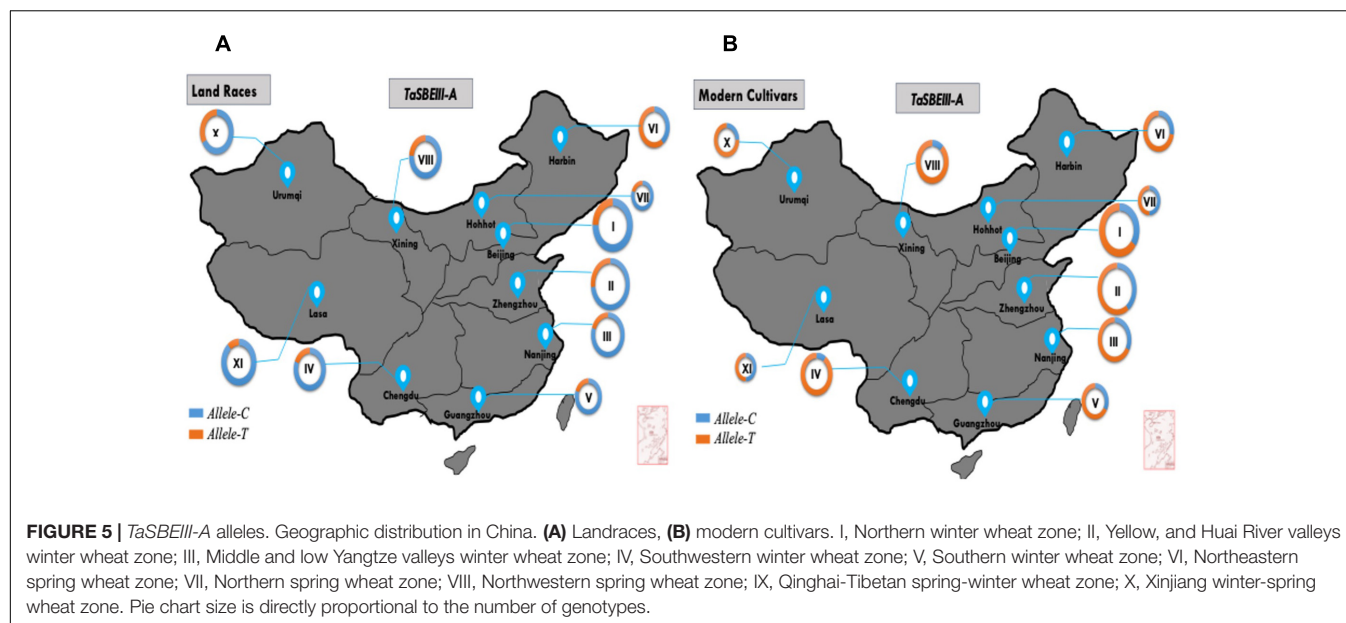 A
B
Land Races
TaSBEIII-A
Modern Cultivars
TaSBEIII-A
X
VIII
VI
Harbin
Urumqi
VII
Hohhot
I
Xining
Beijing
II
Zhengzhou
Lasa
III
Nanjing
XI
IV
Chengdu
Guangzhou
V
Allele-C
Allele-T
X
VIII
VI
Harbin
Urumqi
VII
Hohhot
I
Xining
Beijing
II
Zhengzhou
Lasa
III
Nanjing
XI
IV
Chengdu
Guangzhou
V
Allele-C
Allele-T
FIGURE 5 | TaSBEIII-A alleles. Geographic distribution in China. (A) Landraces, (B) modern cultivars. I, Northern winter wheat zone; II, Yellow, and Huai River valleys
winter wheat zone; III, Middle and low Yangtze valleys winter wheat zone; IV, Southwestern winter wheat zone; V, Southern winter wheat zone; VI, Northeastern
spring wheat zone; VII, Northern spring wheat zone; VIII, Northwestern spring wheat zone; IX, Qinghai-Tibetan spring-winter wheat zone; X, Xinjiang winter-spring
wheat zone. Pie chart size is directly proportional to the number of genotypes.